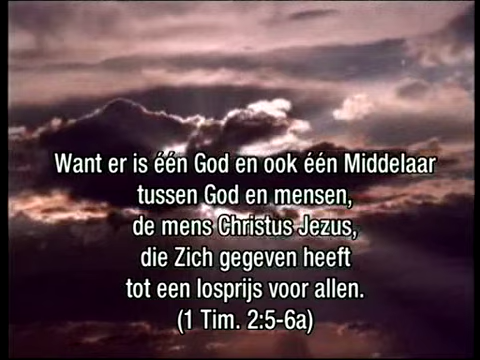 Want er is één God en ook één Middelaar
tussen God en mensen,
de mens Christus Jezus,
die Zich gegeven heeft
tot een losprijs voor allen.
(1 Tim. 2:5-6a)